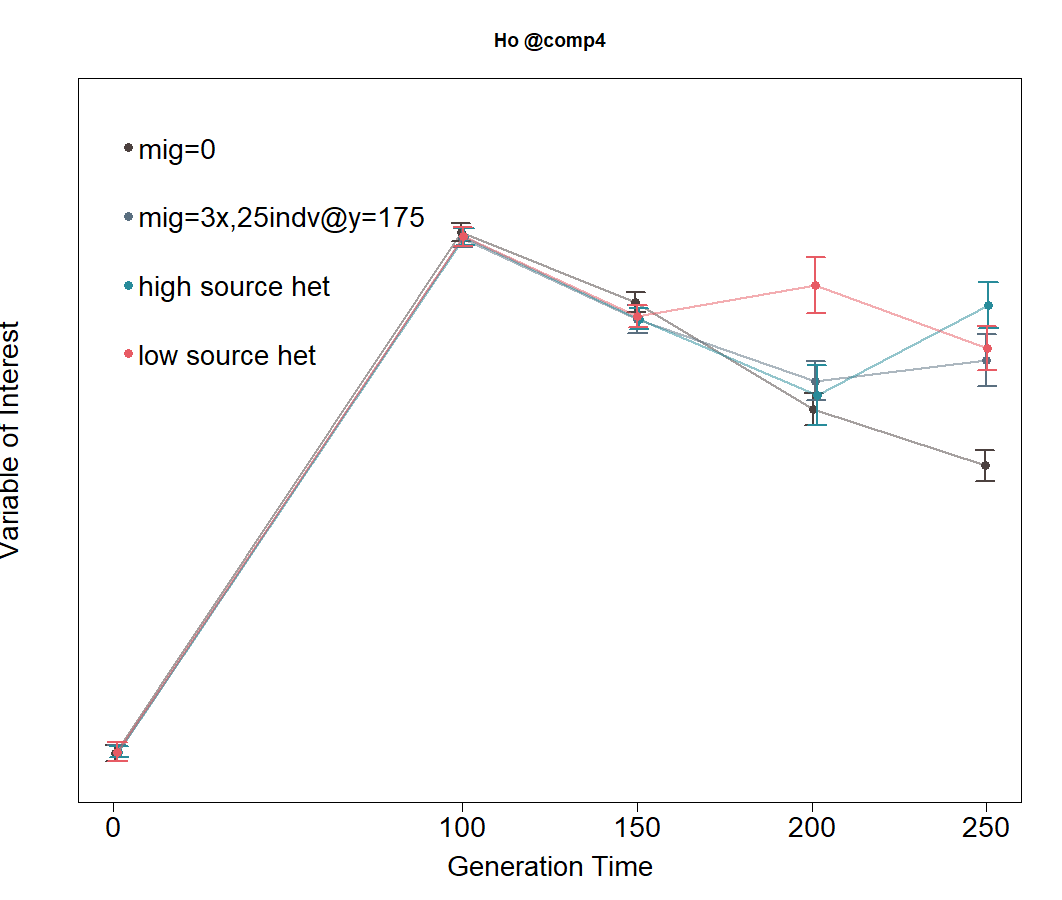 Ho @comp4
mig=0
mig=3x,25indv@y=175
high source het
low source het
Variable of Interest
0 100 150 200 250
Generation Time